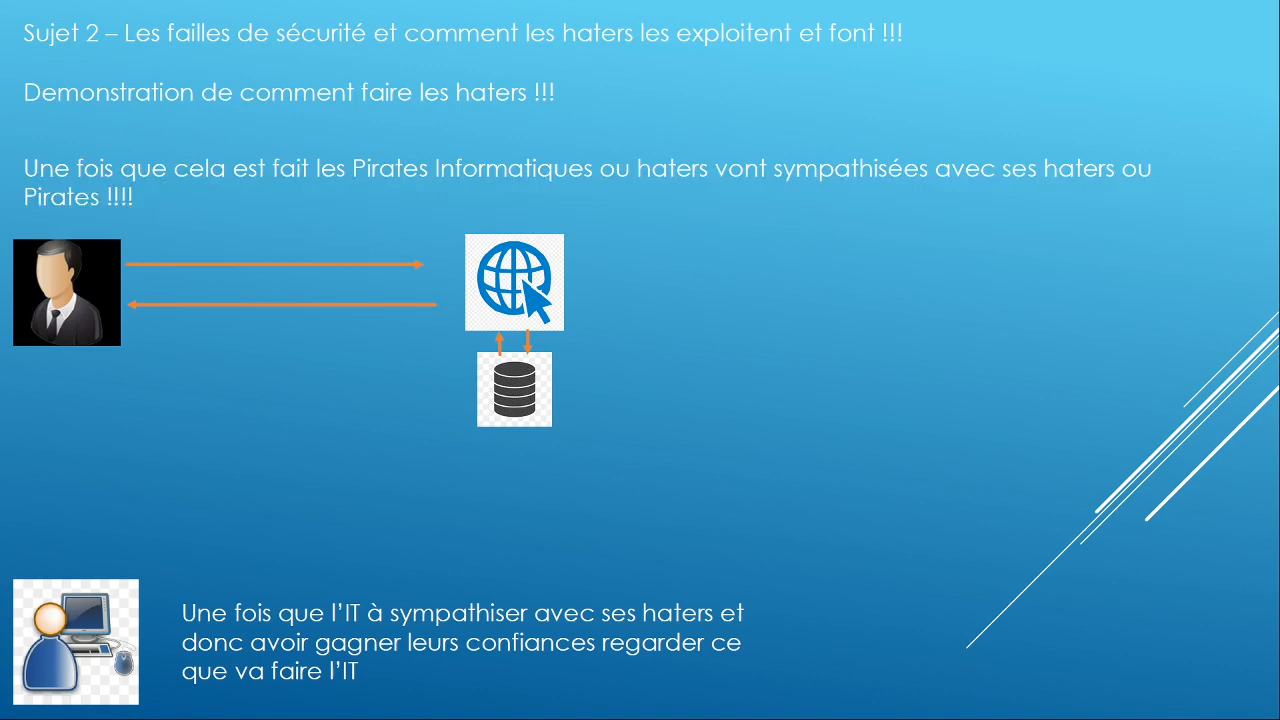 Sujet 2 – Les failles de sécurité et comment les haters les exploitent et font !!!
Demonstration de comment faire les haters !!!
Une fois que cela est fait les Pirates Informatiques ou haters vont sympathisées avec ses haters ou
Pirates !!!!
Une fois que l’IT à sympathiser avec ses haters et
donc avoir gagner leurs confiances regarder ce
que va faire l’IT